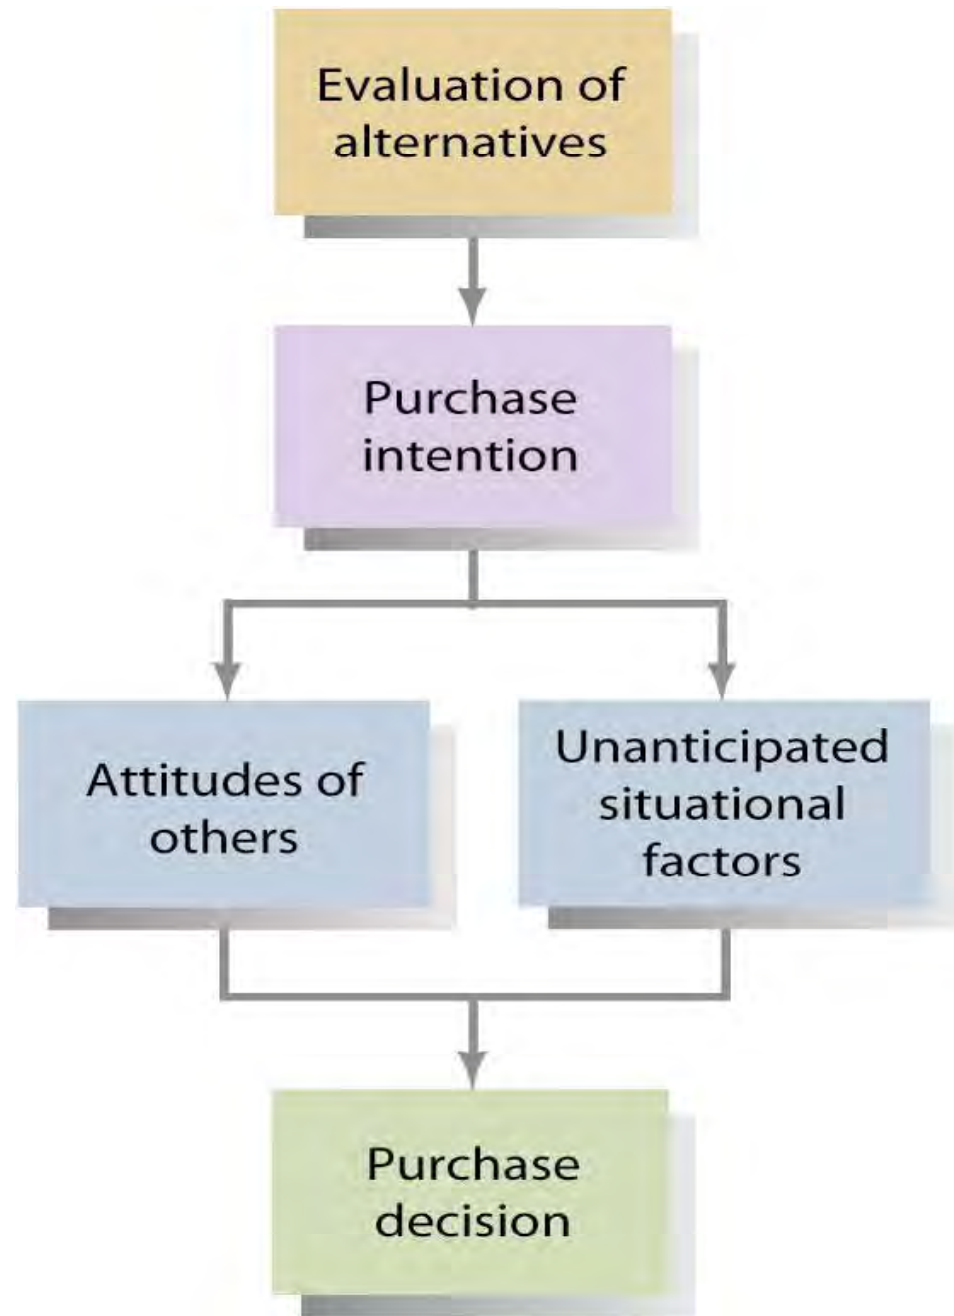 Evaluation of
alternatives
Purchase
intention
Attitudes of
others
Unanticipated
situational
factors
Purchase
decision